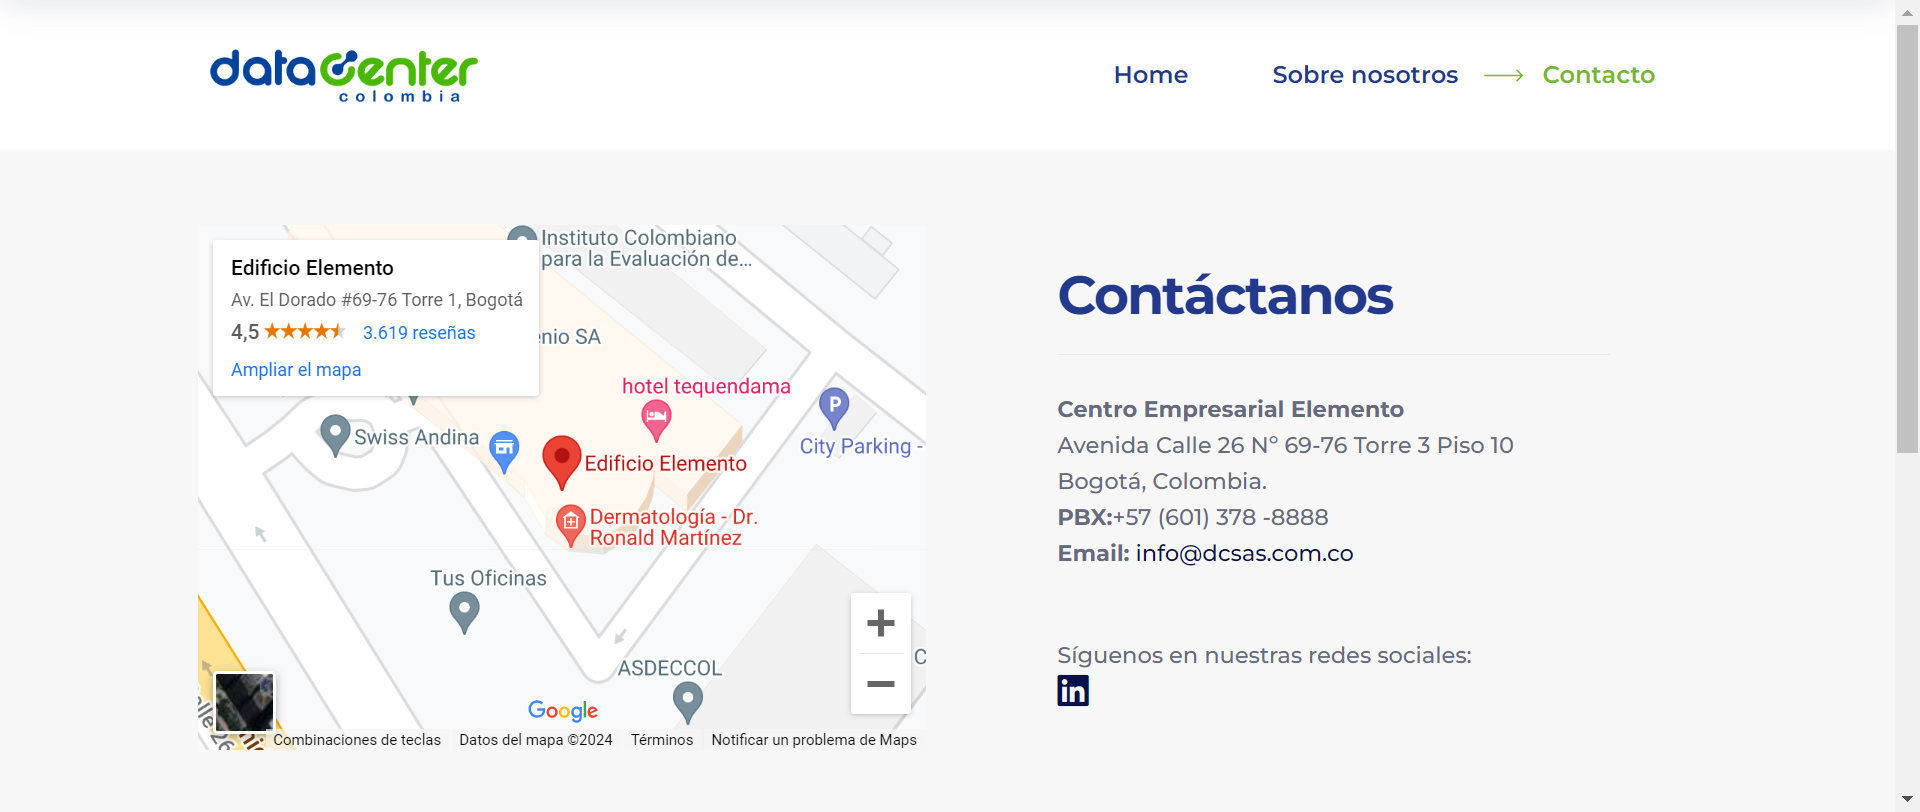 dataCenter
colombia
Home
Sobre nosotros
Contacto
Instituto Colombiano
para la Evaluación de...
Edificio Elemento
Av. El Dorado #69-76 Torre 1, Bogotá
4,5
3.619 reseñas
Ampliar el mapa
nio SA
hotel tequendama
P
City Parking -
Swiss Andina
Edificio Elemento
Dermatología - Dr.
Ronald Martínez
Tus Oficinas
ASDECCOL
C
Google
Combinaciones de teclas
Datos del mapa ©2024
Términos
Notificar un problema de Maps
Contáctanos
Centro Empresarial Elemento
Avenida Calle 26 Nº 69-76 Torre 3 Piso 10
Bogotá, Colombia.
PBX:+57 (601) 378 -8888
Email: info@dcsas.com.co
Síguenos en nuestras redes sociales:
in